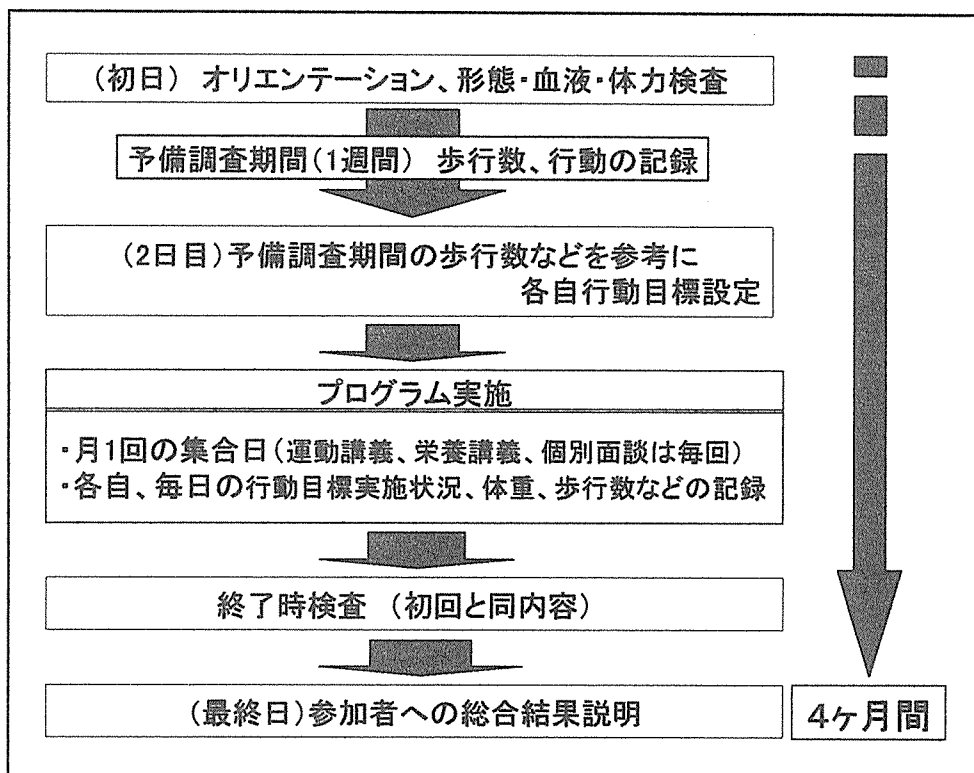 (初日) オリエンテーション、形態・血液・体力検査
予備調査期間(1週間) 歩行数、行動の記録
(2日目)予備調査期間の歩行数などを参考に
各自行動目標設定
プログラム実施
・月1回の集合日(運動講義、栄養講義、個別面談は毎回)
・各自、毎日の行動目標実施状況、体重、歩行数などの記録
終了時検査 (初回と同内容)
(最終日)参加者への総合結果説明
4ヶ月間